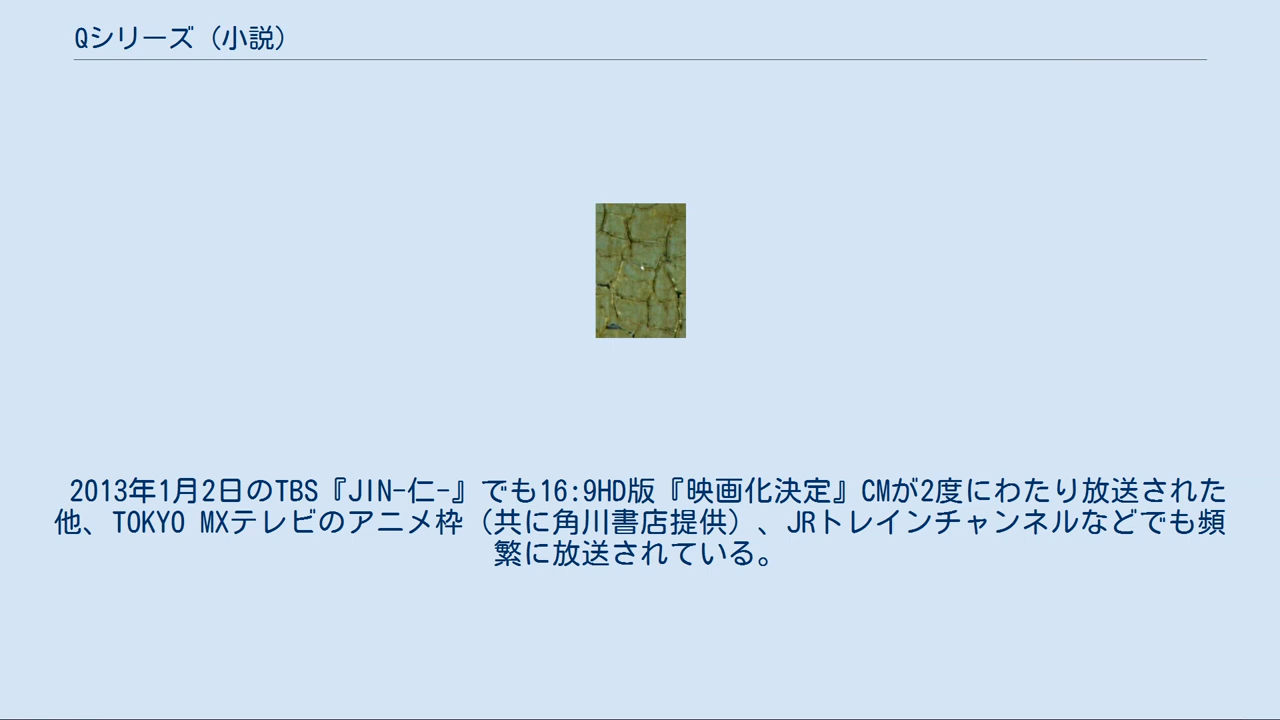 Qシリーズ（小説）
2013年1月2日のTBS『JIN-仁-』でも16:9HD版『映画化決定』CMが2度にわたり放送された
他、TOKYO MXテレビのアニメ枠（共に角川書店提供）、JRトレインチャンネルなどでも頻
繁に放送されている。